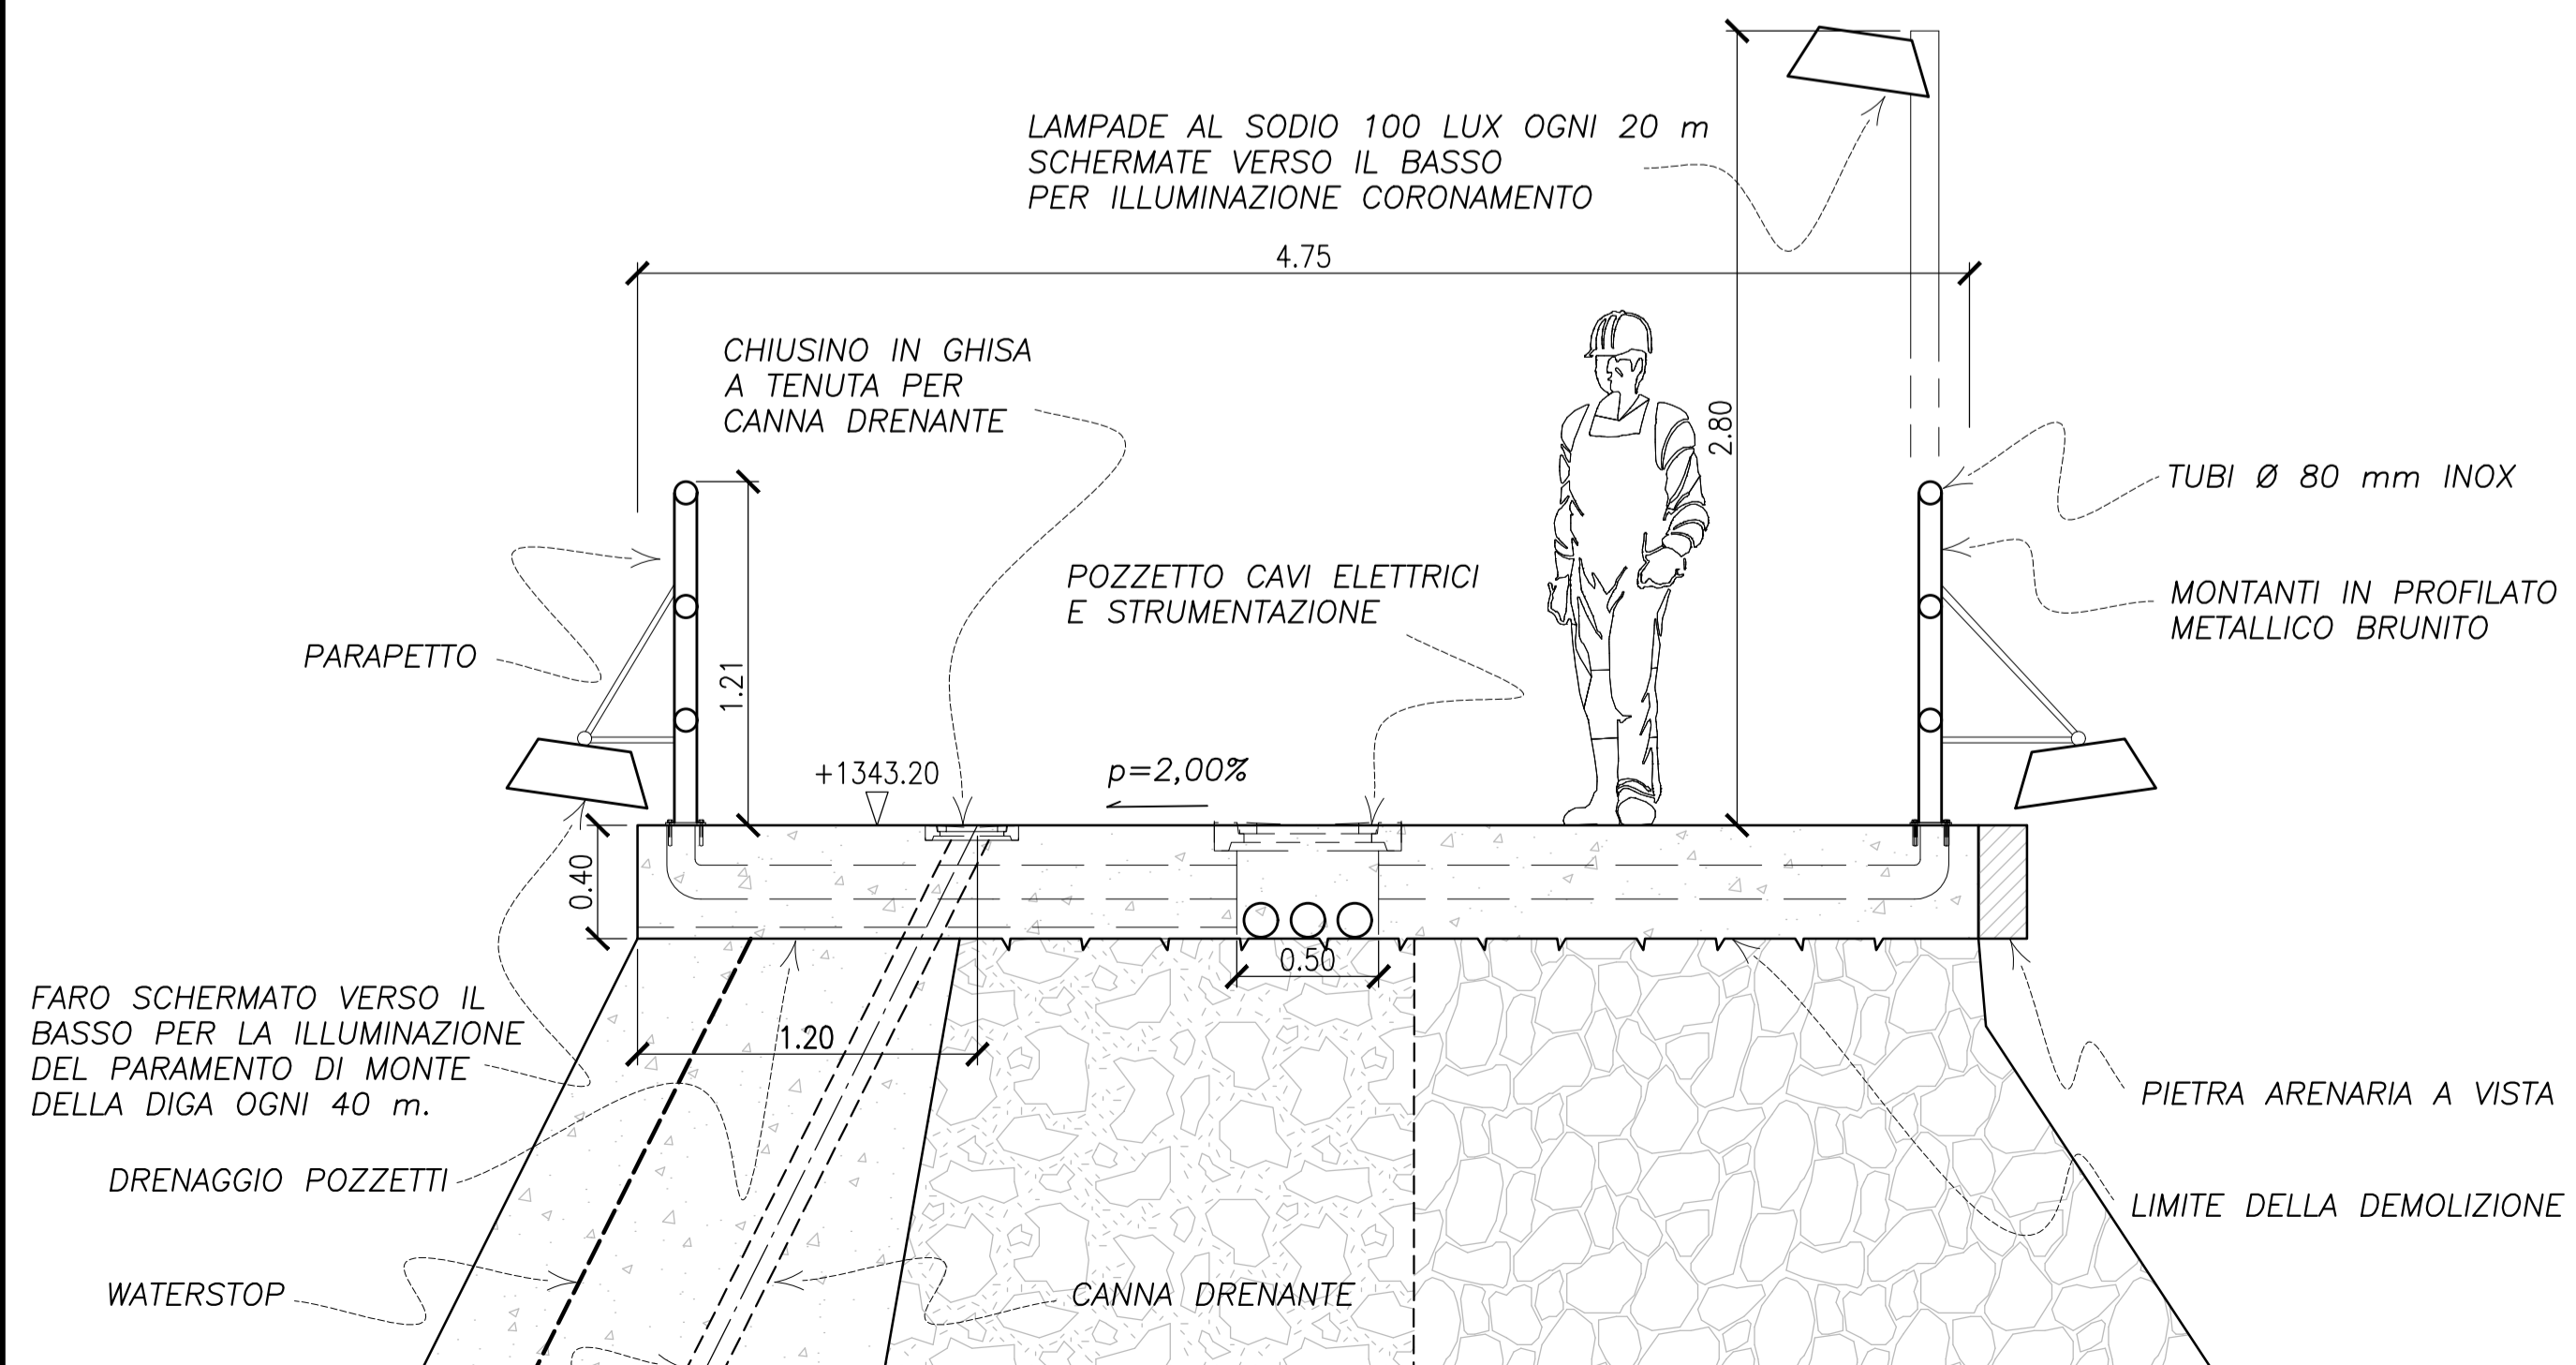 LAMPADE AL SODIO 100 LUX OGNI 20 m
SCHERMATE VERSO IL BASSO
PER ILLUMINAZIONE CORONAMENTO
4.75
CHIUSINO IN GHISA
A TENUTA PER
CANNA DRENANTE
2.80
TUBI Ø 80 mm INOX
POZZETTO CAVI ELETTRICI
E STRUMENTAZIONE
MONTANTI IN PROFILATO
METALLICO BRUNITO
PARAPETTO
1.21
+1343.20
p=2,00%
0.40
0.50
FARO SCHERMATO VERSO IL
BASSO PER LA ILLUMINAZIONE
DEL PARAMENTO DI MONTE
DELLA DIGA OGNI 40 m.
1.20
PIETRA ARENARIA A VISTA
DRENAGGIO POZZETTI
LIMITE DELLA DEMOLIZIONE
WATERSTOP
CANNA DRENANTE